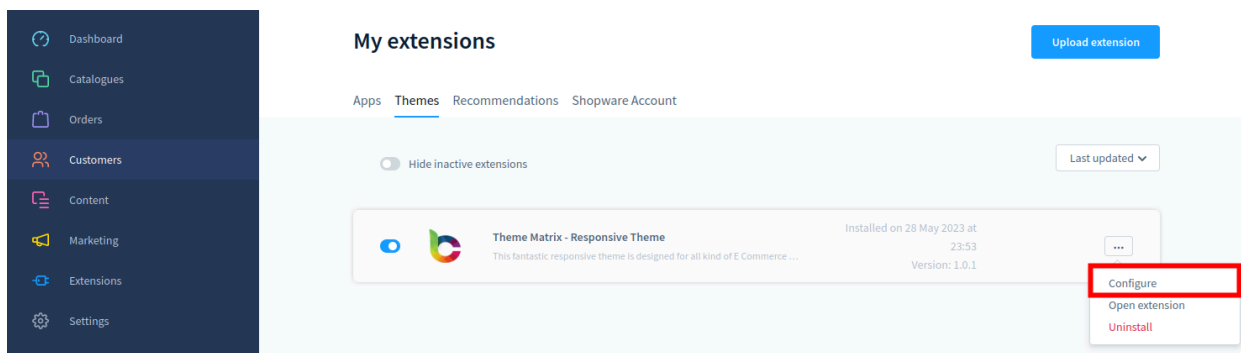 Dashboard
Catalogues
Orders
Customers
Content
Marketing
Extensions
Settings
My extensions
Upload extension
Apps Themes Recommendations Shopware Account
Hide inactive extensions
Last updated
Theme Matrix - Responsive Theme
This fantastic responsive theme is designed for all kind of E Commerce ...
Installed on 28 May 2023 at
23:53
Version: 1.0.1
...
Configure
Open extension
Uninstall